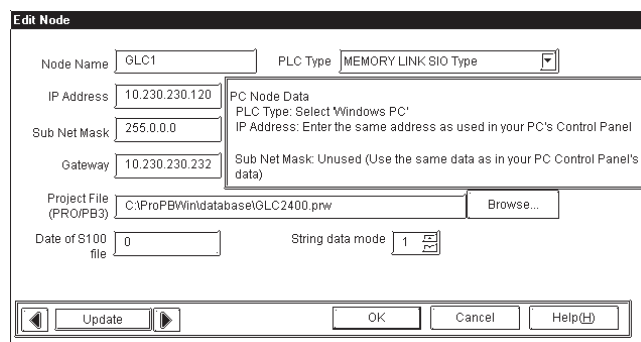 Edit Node
Node Name GLC1 PLC Type MEMORY LINK SIO Type
IP Address 10.230.230.120
Sub Net Mask 255.0.0.0
Gateway 10.230.230.232
PC Node Data
PLC Type: Select 'Windows PC'
IP Address: Enter the same address as used in your PC's Control Panel
Sub Net Mask: Unused (Use the same data as in your PC Control Panel's
data)
Project File
(PRO/PB3) C:\ProPBWin\database\GLC2400.prw Browse...
Date of S100
file 0 String data mode 1
Update OK Cancel Help(H)